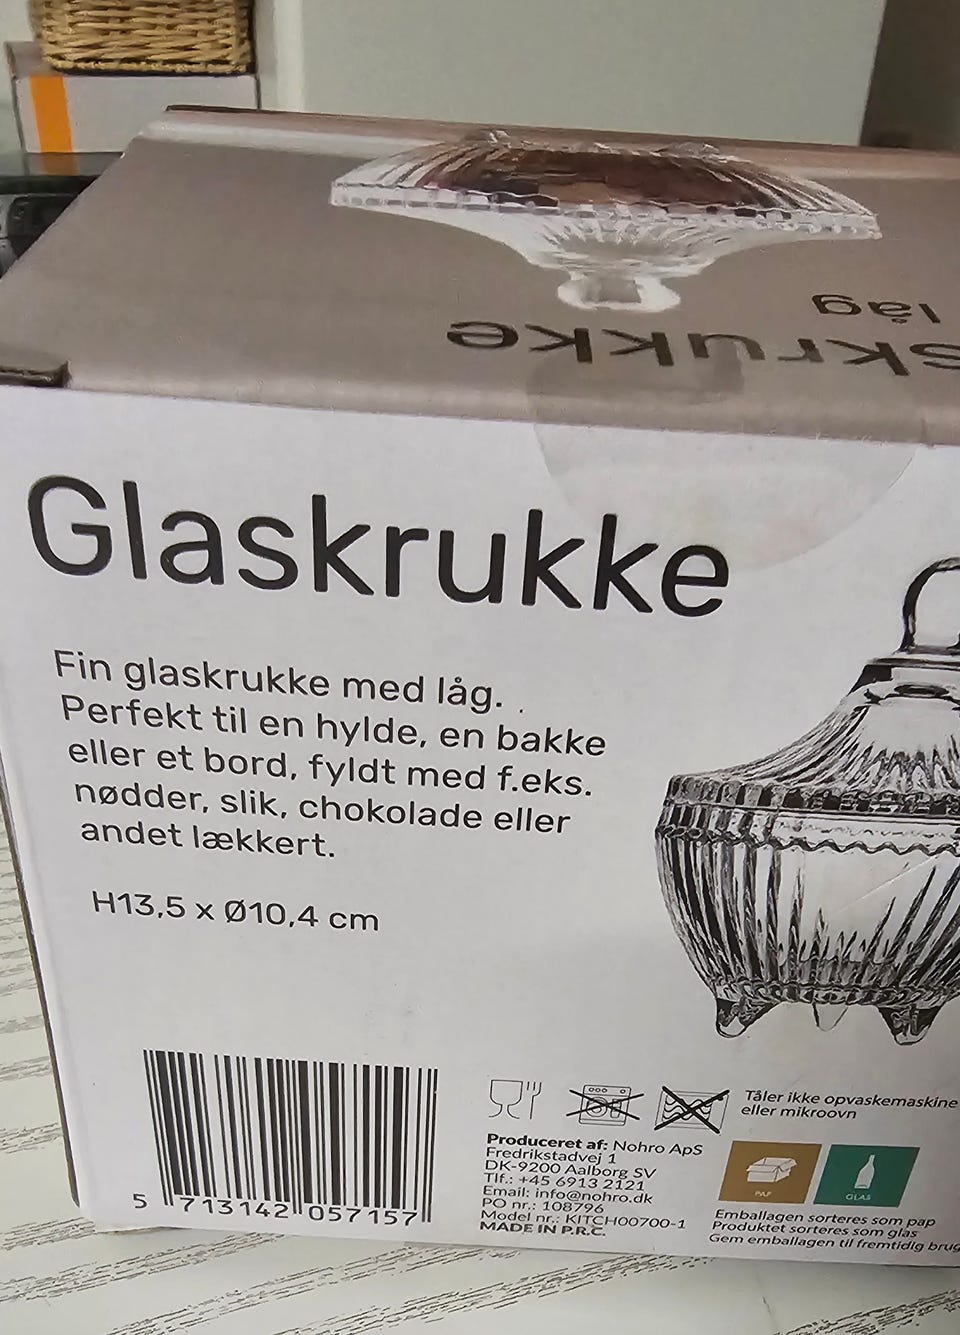 låg
skrukke
Glaskrukke
Fin glaskrukke med låg.
Perfekt til en hylde, en bakke
eller et bord, fyldt med f.eks.
nødder, slik, chokolade eller
andet lækkert.
H13,5 x Ø10,4 cm
5 713142 057157
Tåler ikke opvaskemaskine
eller mikroovn
Produceret af: Nohro ApS
Fredrikstadvej 1
DK-9200 Aalborg SV
Tlf.: +45 6913 2121
Email: info@nohro.dk
PO nr.: 108796
Model nr.: KITCH00700-1
MADE IN P.R.C.
PAP
GLAS
Emballagen sorteres som pap
Produktet sorteres som glas
Gem emballagen til fremtidig brug